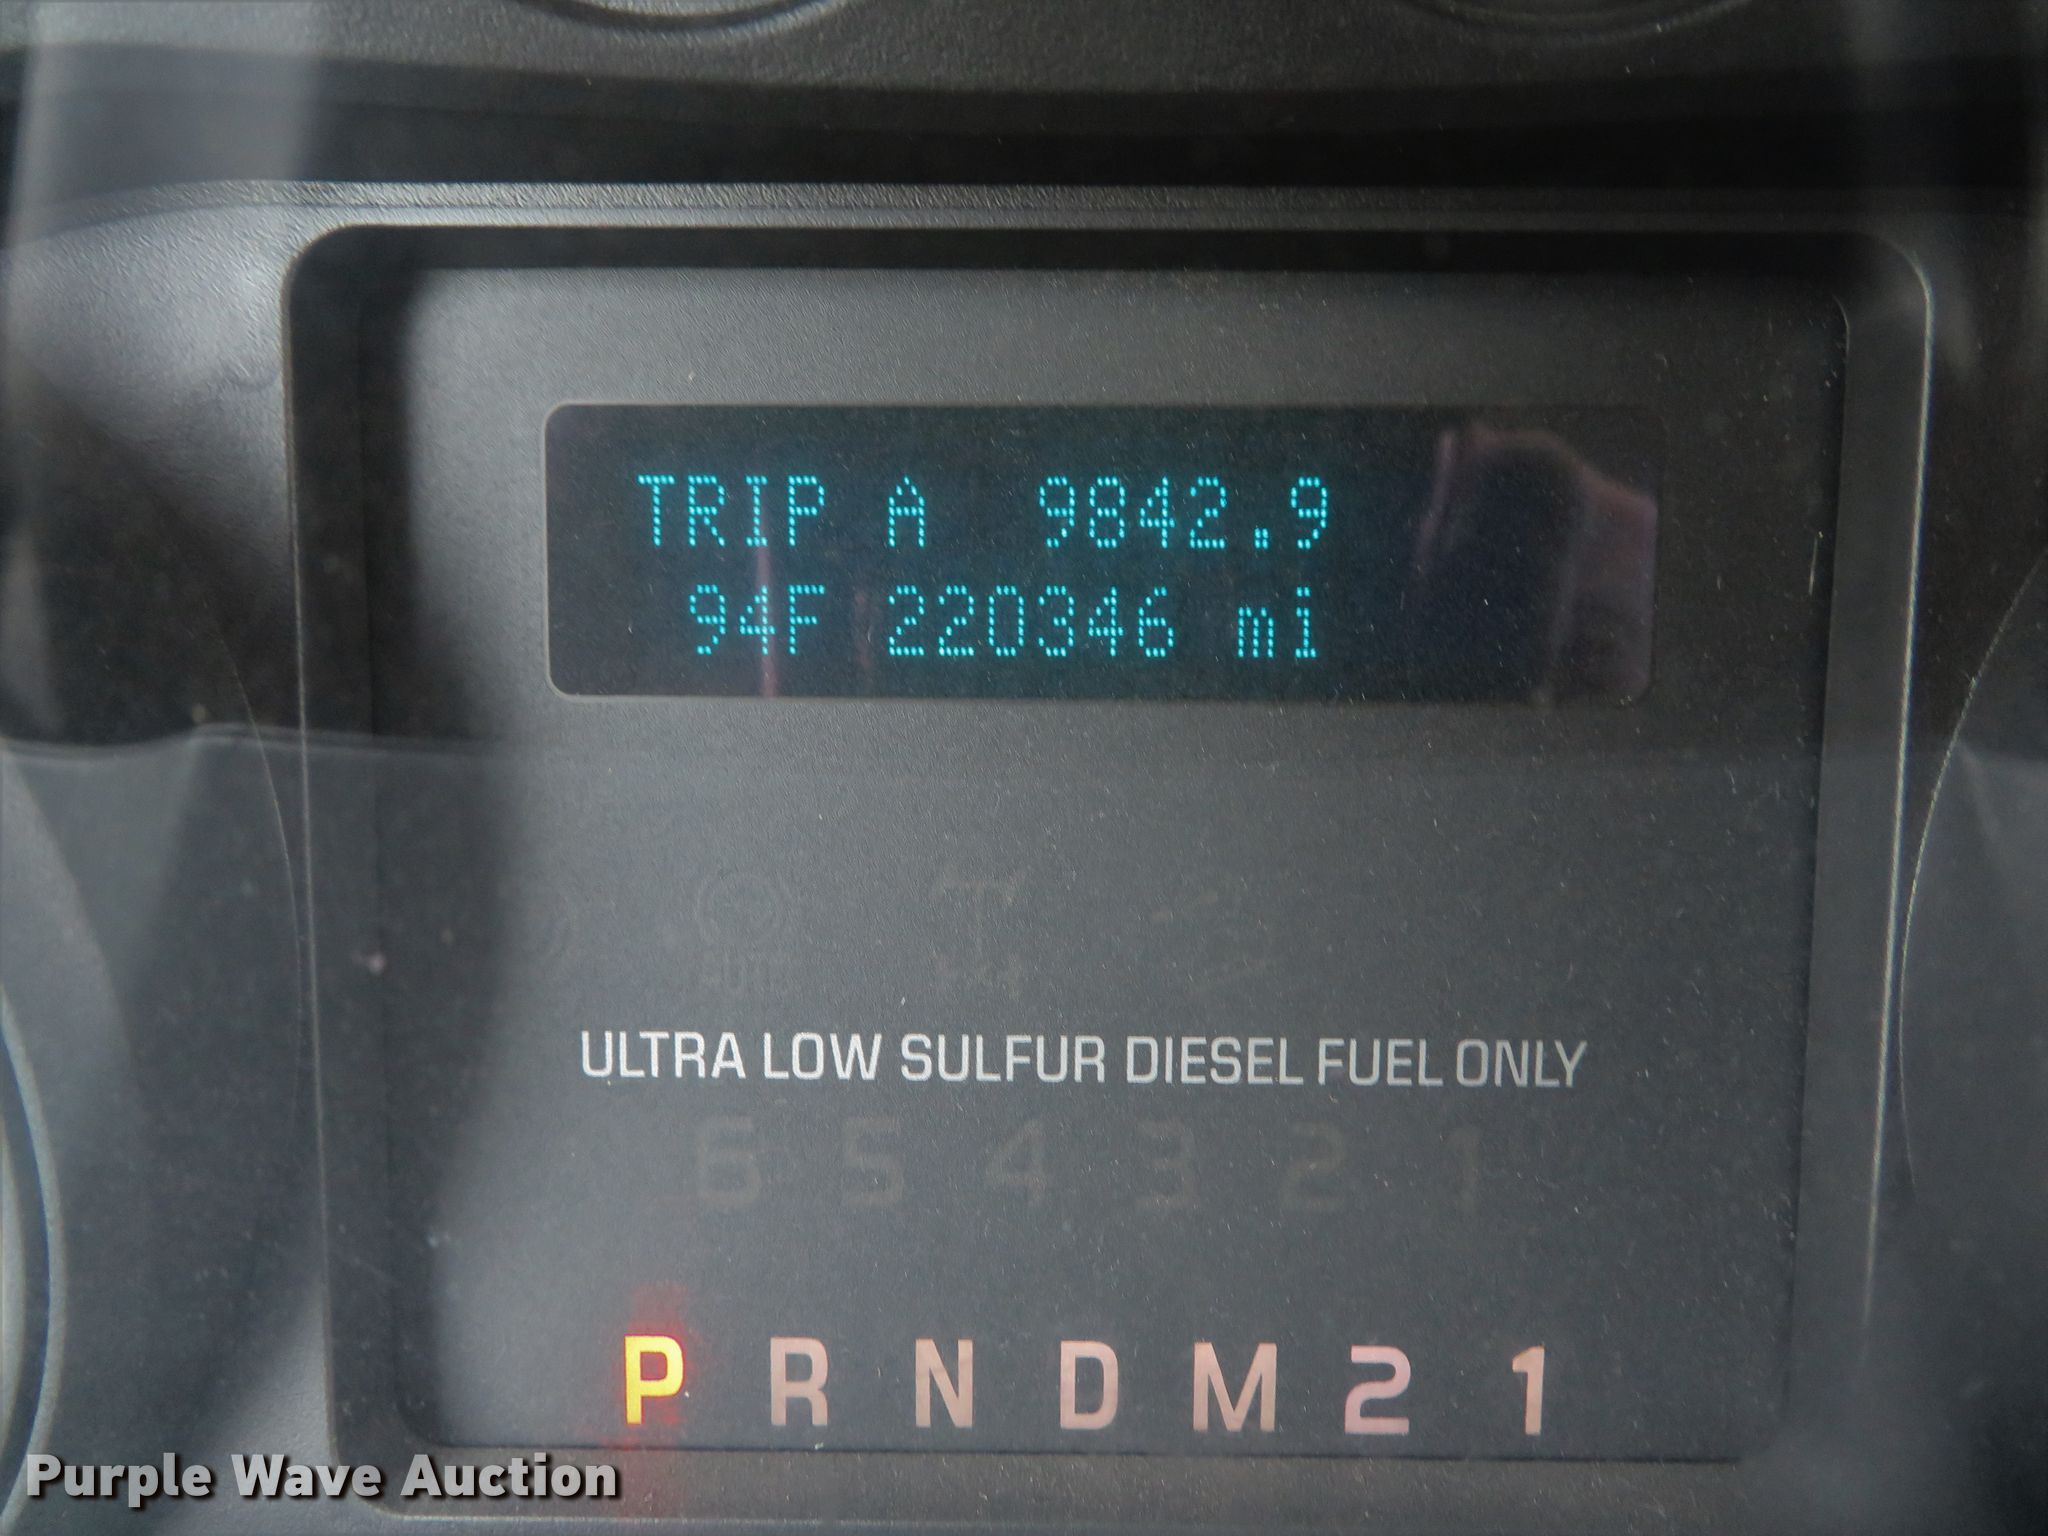 TRIP A 9842.9
94F 220346 mi
ULTRA LOW SULFUR DIESEL FUEL ONLY
6 5 4 3 2 1
P R N D M 2 1
Purple Wave Auction